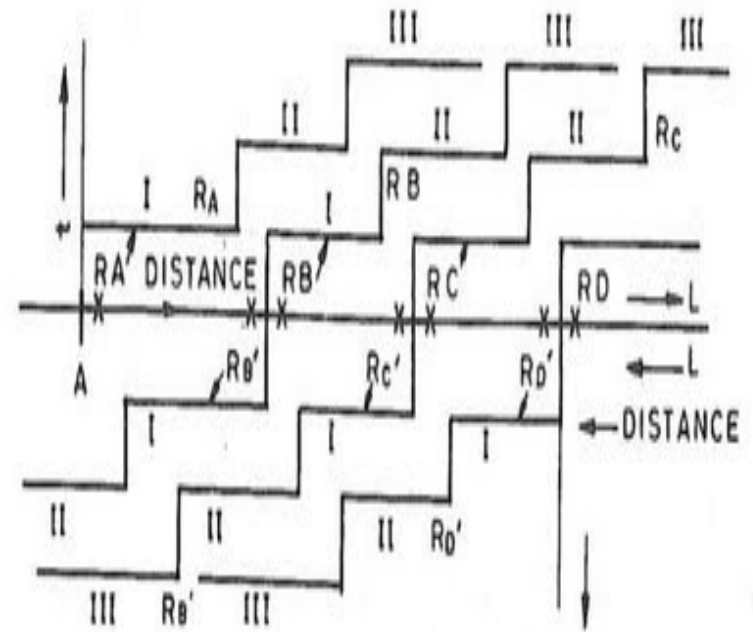 III III III
II II II
RC
I RA I RB
t
RA DISTANCE RB RC RD
L
A RB' RC' RD' L
DISTANCE
I I I
II II II RD'
III RB' III